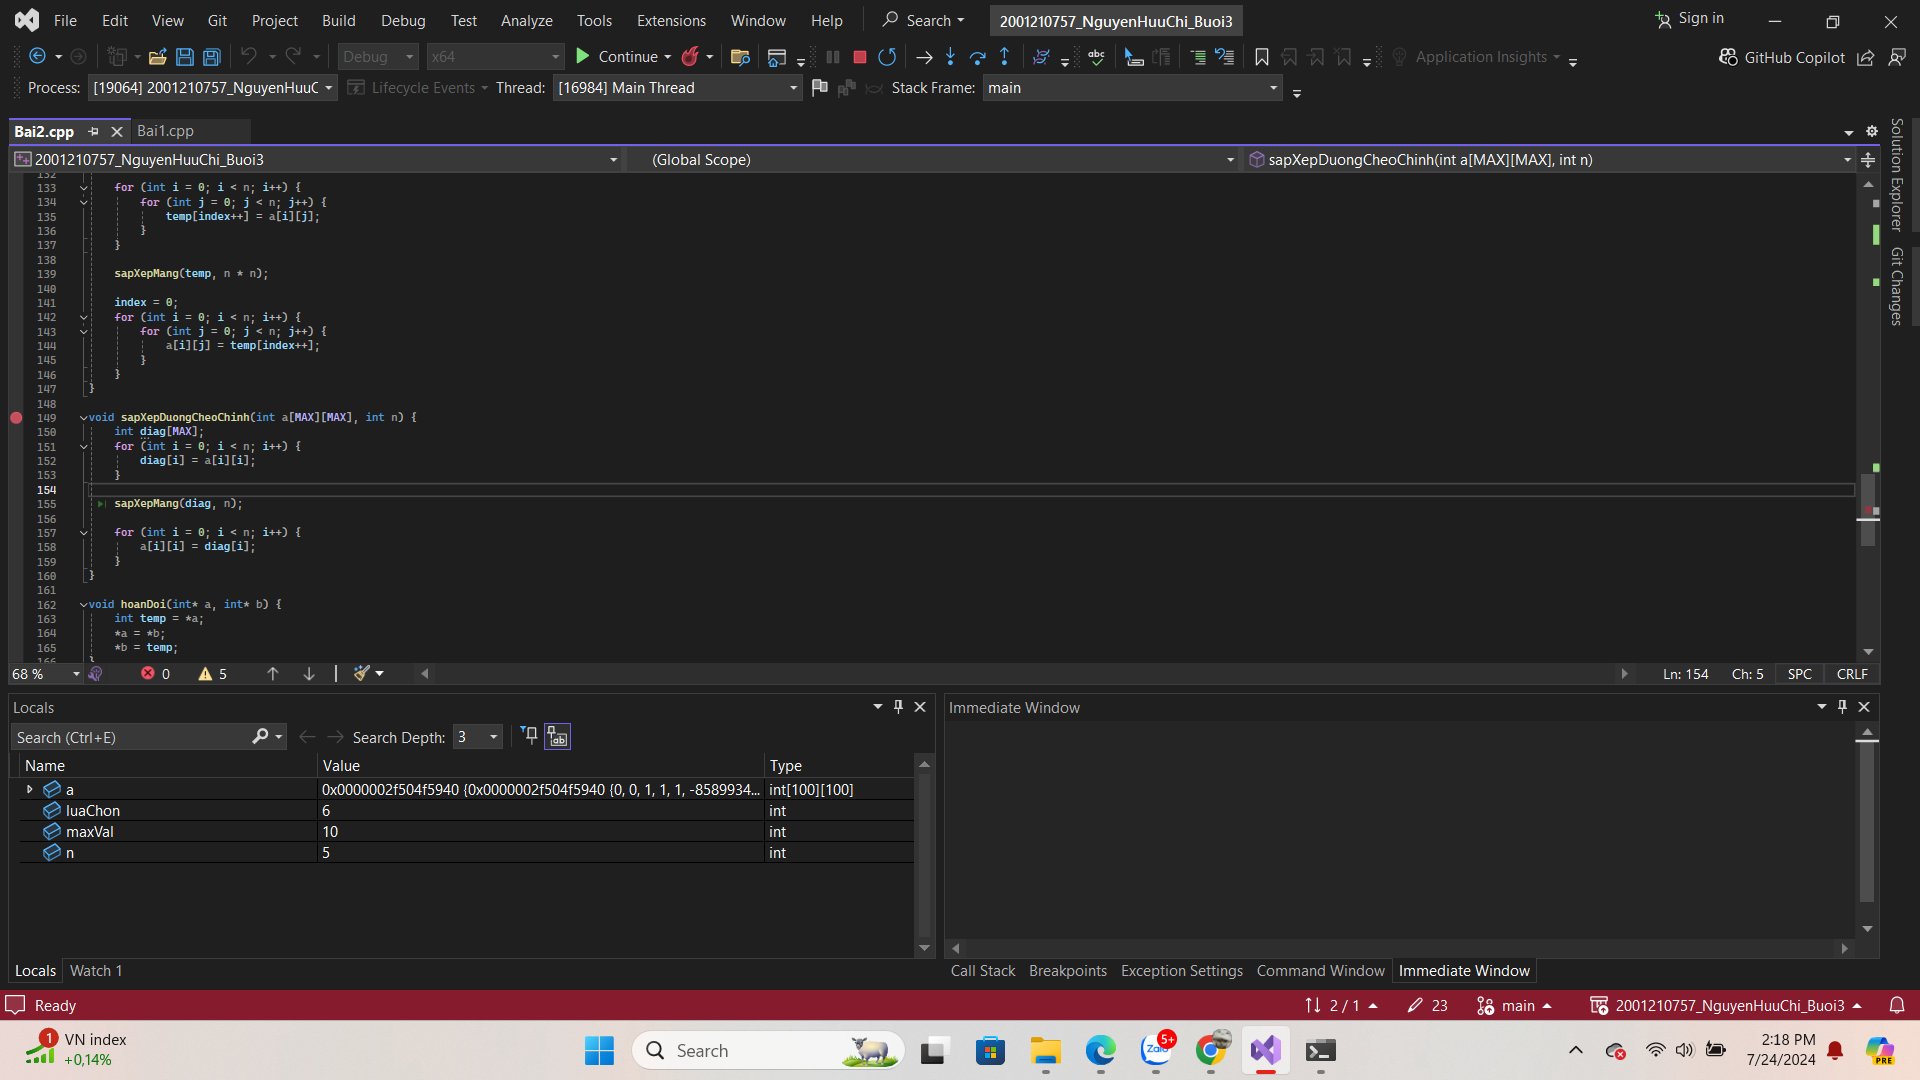 File Edit View Git Project Build Debug Test Analyze Tools Extensions Window Help Search 2001210757_NguyenHuuChi_Buoi3 Sign in
Debug x64 Continue abc Application Insights GitHub Copilot
Process: [19064] 2001210757_NguyenHuuC Lifecycle Events Thread: [16984] Main Thread Stack Frame: main
Bai2.cpp Bai1.cpp
2001210757_NguyenHuuChi_Buoi3 (Global Scope) sapXepDuongCheoChinh(int a[MAX][MAX], int n)
132
133 for (int i = 0; i < n; i++) {
134 for (int j = 0; j < n; j++) {
135 temp[index++] = a[i][j];
136 }
137 }
138
139 sapXepMang(temp, n * n);
140
141 index = 0;
142 for (int i = 0; i < n; i++) {
143 for (int j = 0; j < n; j++) {
144 a[i][j] = temp[index++];
145 }
146 }
147 }
148
149 void sapXepDuongCheoChinh(int a[MAX][MAX], int n) {
150 int diag[MAX];
151 for (int i = 0; i < n; i++) {
152 diag[i] = a[i][i];
153 }
154
155 sapXepMang(diag, n);
156
157 for (int i = 0; i < n; i++) {
158 a[i][i] = diag[i];
159 }
160 }
161
162 void hoanDoi(int* a, int* b) {
163 int temp = *a;
164 *a = *b;
165 *b = temp;
166 }
68 % 0 5 Ln: 154 Ch: 5 SPC CRLF
Solution Explorer
Git Changes
Locals
Search (Ctrl+E) Search Depth: 3
Name Value Type
a 0x0000002f504f5940 {0x0000002f504f5940 {0, 0, 1, 1, 1, -8589934... int[100][100]
luaChon 6 int
maxVal 10 int
n 5 int
Locals Watch 1
Immediate Window
Call Stack Breakpoints Exception Settings Command Window Immediate Window
Ready 2 / 1 23 main 2001210757_NguyenHuuChi_Buoi3
1 VN index
+0,14%
Search
Zalo 5+
2:18 PM
7/24/2024
PRE